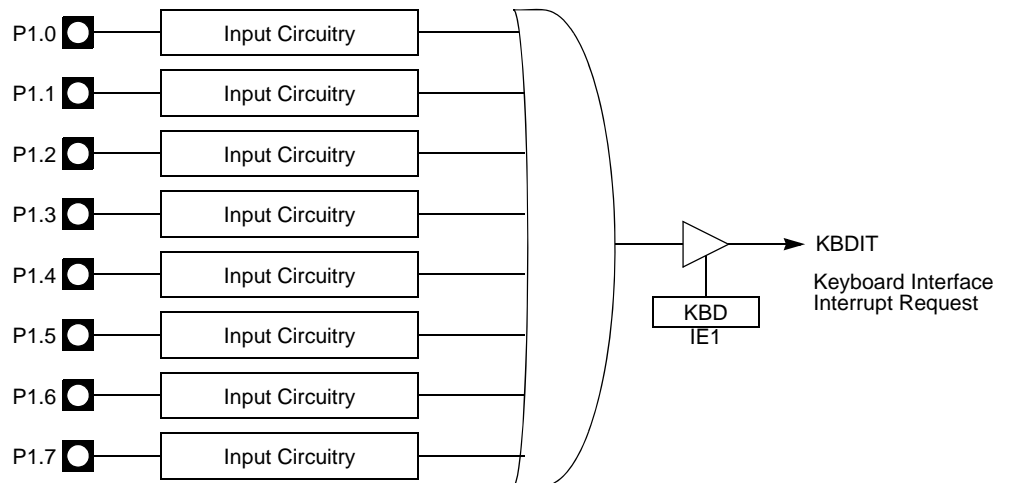 P1.0 Input Circuitry
P1.1 Input Circuitry
P1.2 Input Circuitry
P1.3 Input Circuitry
P1.4 Input Circuitry
P1.5 Input Circuitry
P1.6 Input Circuitry
P1.7 Input Circuitry
KBDIT
Keyboard Interface
Interrupt Request
KBD
IE1